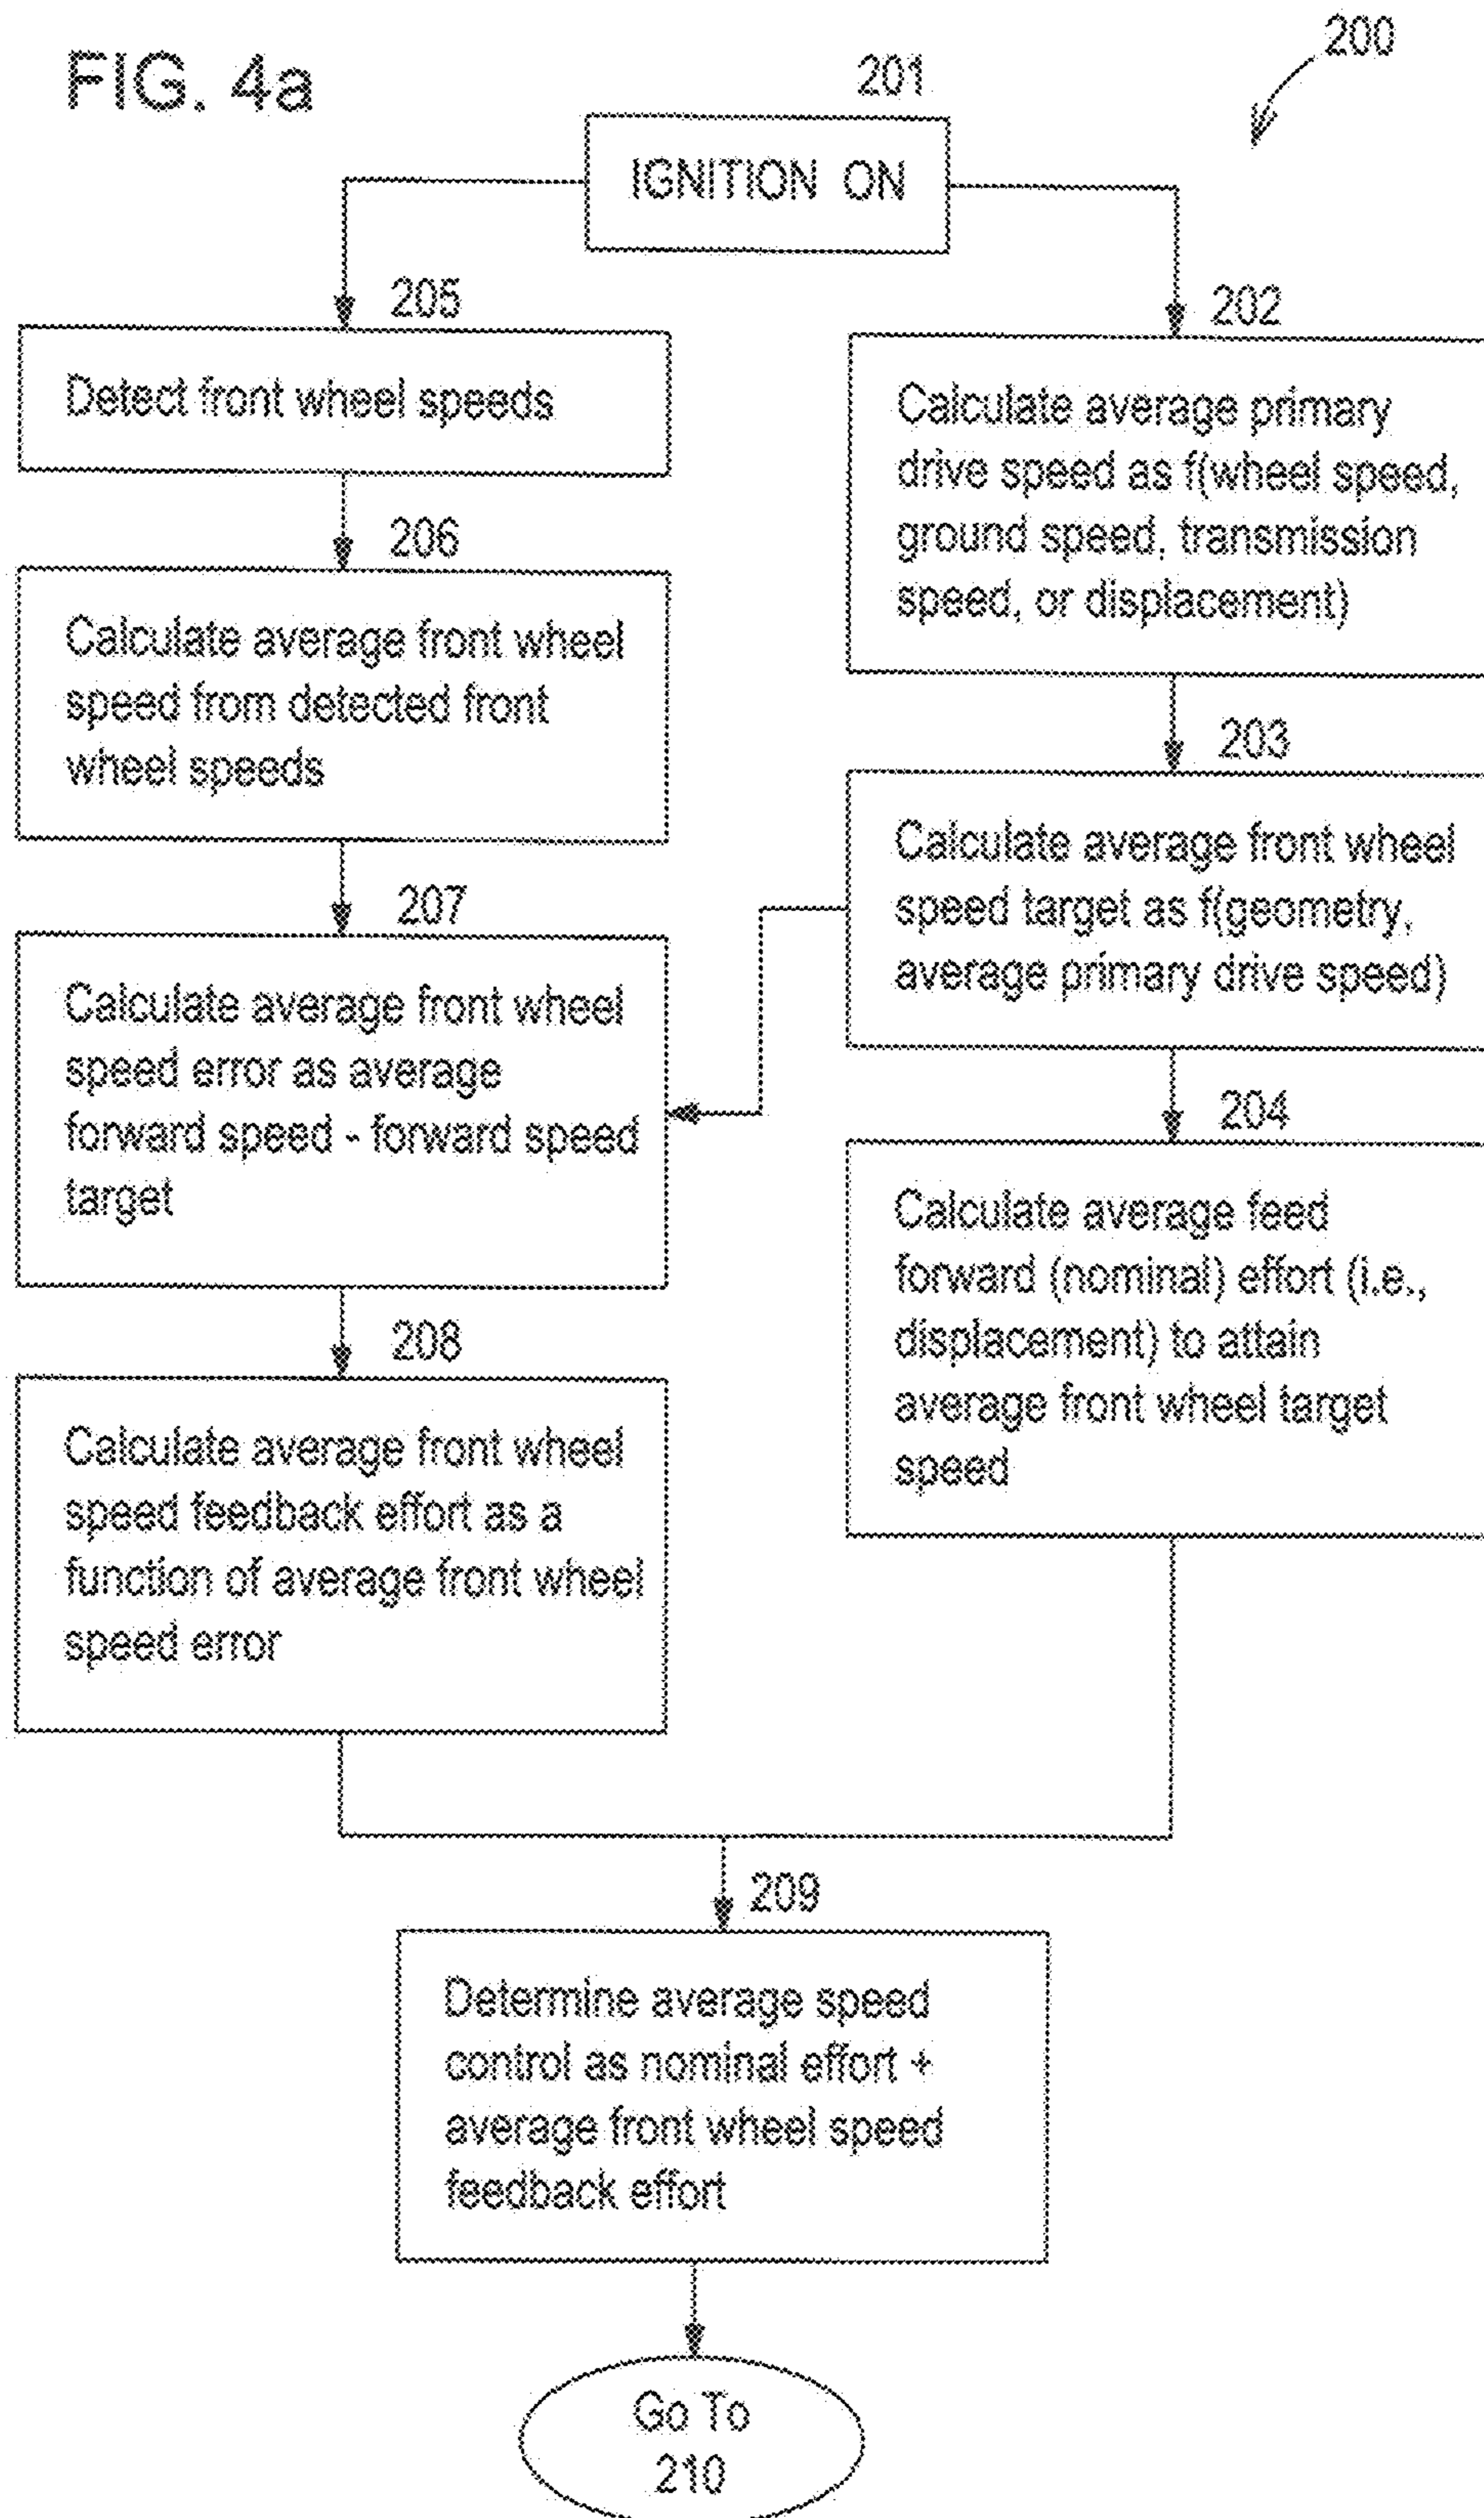 FIG. 4a
200
201
IGNITION ON
205
Detect front wheel speeds
206
Calculate average front wheel
speed from detected front
wheel speeds
207
Calculate average front wheel
speed error as average
forward speed - forward speed
target
208
Calculate average front wheel
speed feedback effort as a
function of average front wheel
speed error
202
Calculate average primary
drive speed as f(wheel speed,
ground speed, transmission
speed, or displacement)
203
Calculate average front wheel
speed target as f(geometry,
average primary drive speed)
204
Calculate average feed
forward (nominal) effort (i.e.,
displacement) to attain
average front wheel target
speed
209
Determine average speed
control as nominal effort +
average front wheel speed
feedback effort
Go To
210